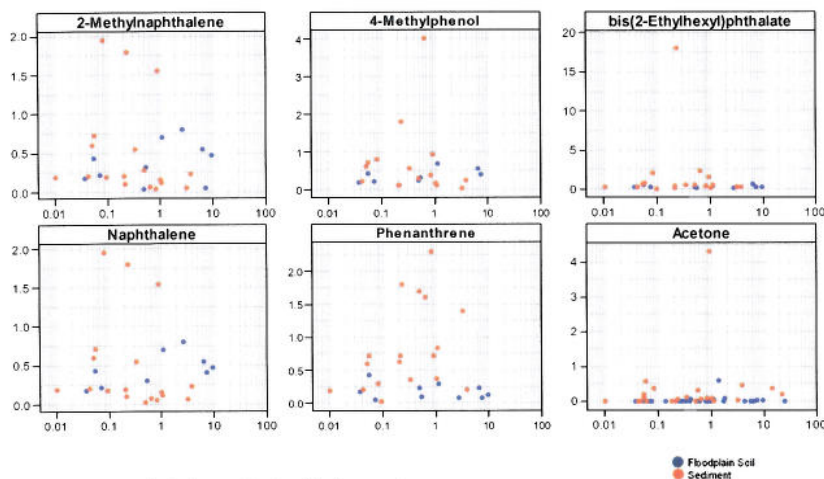 2-Methylnaphthalene
4-Methylphenol
bis(2-Ethylhexyl)phthalate
2.0
1.5
1.0
0.5
0.0
4
3
2
1
0
20
15
10
5
0
0.01 0.1 1 10 100
0.01 0.1 1 10 100
0.01 0.1 1 10 100
Naphthalene
Phenanthrene
Acetone
2.0
1.5
1.0
0.5
0.0
2.0
1.5
1.0
0.5
0.0
4
3
2
1
0
0.01 0.1 1 10 100
0.01 0.1 1 10 100
0.01 0.1 1 10 100
Floodplain Soil
Sediment